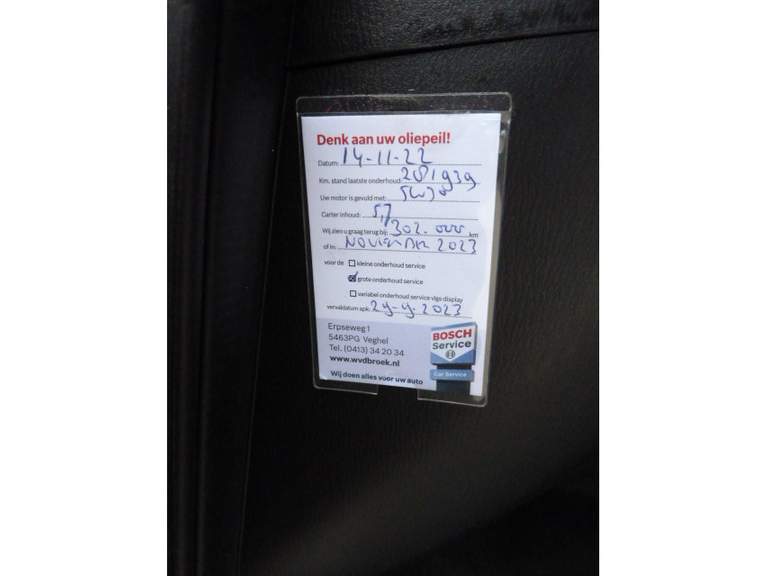 Denk aan uw oliepeil!
Datum: 14-11-22
Km. stand laatste onderhoud: 281939
Uw motor is gevuld met: 5W30
Carter inhoud: 5,7
Wij zien u graag terug bij: 302.000 km
of in: NOVEMBER 2023
voor de kleine onderhoud service
grote onderhoud service
variabel onderhoud service vlgs display
vervaldatum apk: 2023
Erpseweg 1
5463PG Veghel
Tel. (0413) 34 20 34
www.wvdbroek.nl
Wij doen alles voor uw auto
BOSCH
Service
Car Service